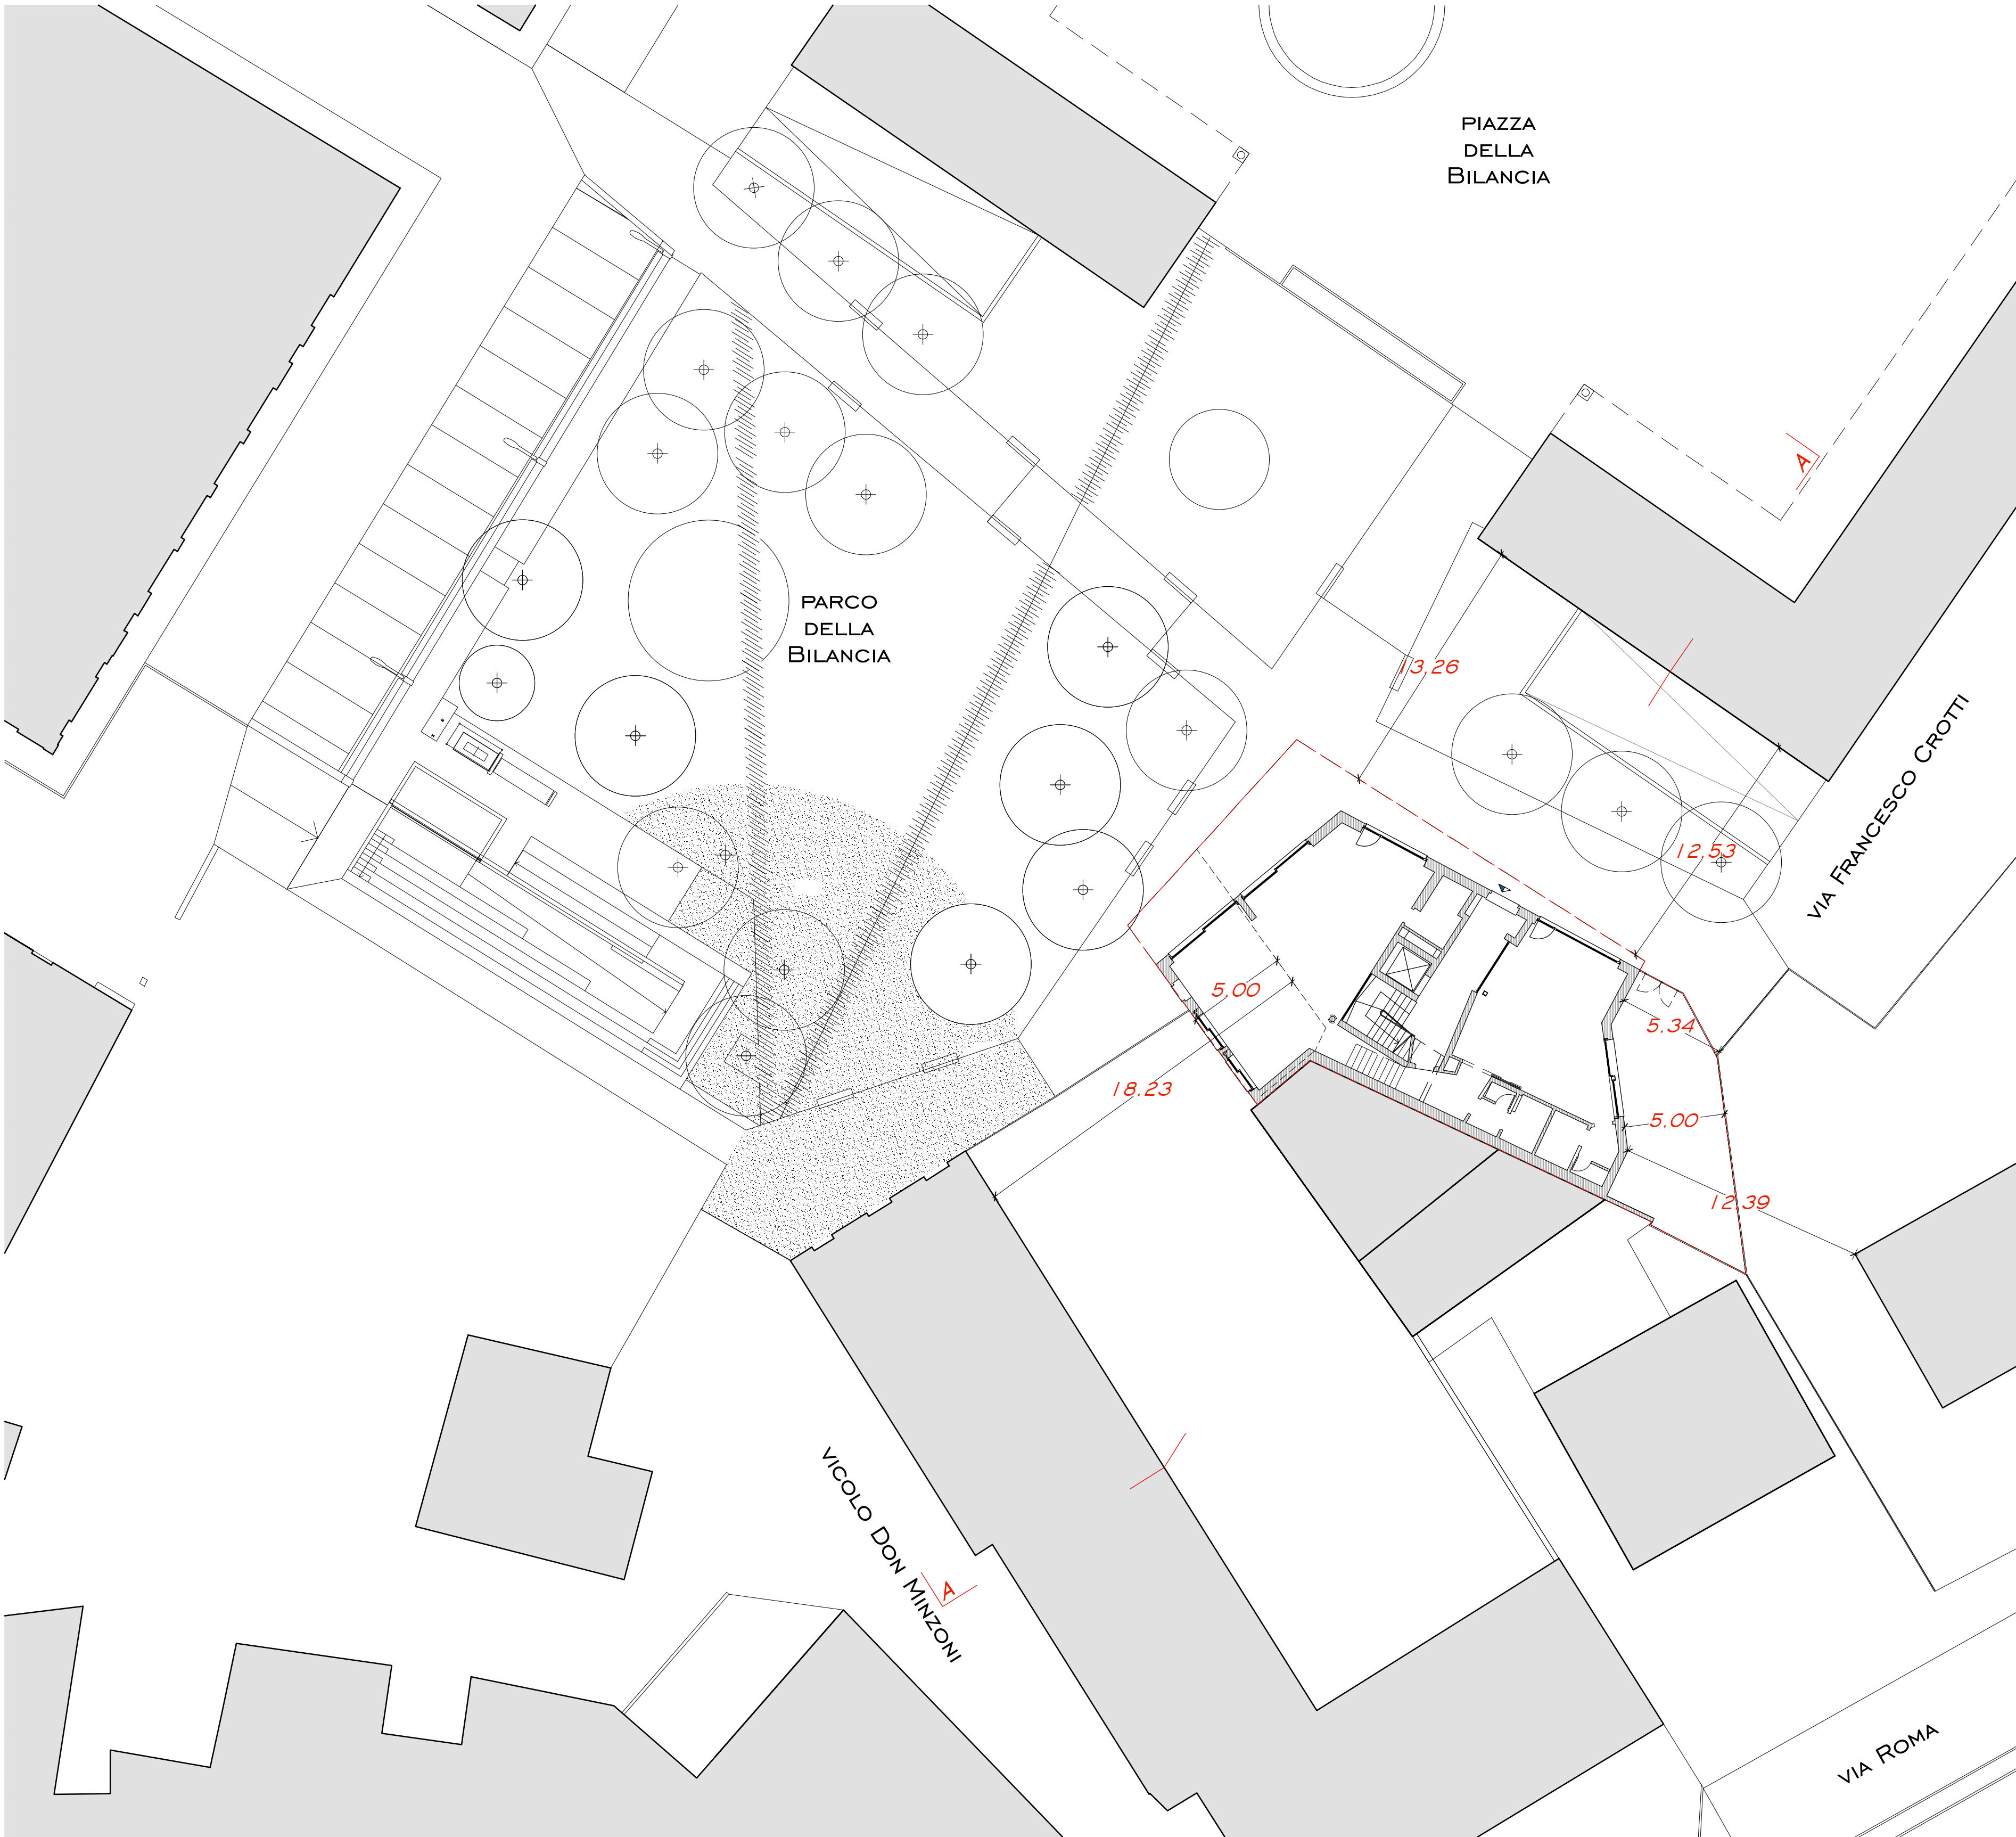 PIAZZA
DELLA
BILANCIA
A
PARCO
DELLA
BILANCIA
13,26
VIA FRANCESCO CROTTI
12,53
5,00
5,34
18,23
5,00
12,39
VICOLO DON MINZONI
A
VIA ROMA